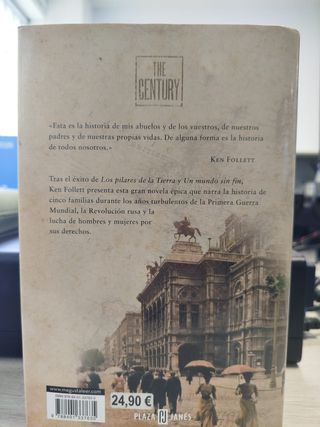 THE
CENTURY
«Esta es la historia de mis abuelos y de los vuestros, de nuestros
padres y de nuestras propias vidas. De alguna forma es la historia
de todos nosotros.»
KEN FOLLETT
Tras el éxito de Los pilares de la Tierra y Un mundo sin fin,
Ken Follett presenta esta gran novela épica que narra la historia de
cinco familias durante los años turbulentos de la Primera Guerra
Mundial, la Revolución rusa y la
lucha de hombres y mujeres por
sus derechos.
www.megustaleer.com
24,90 €
PLAZA PJ JANÉS